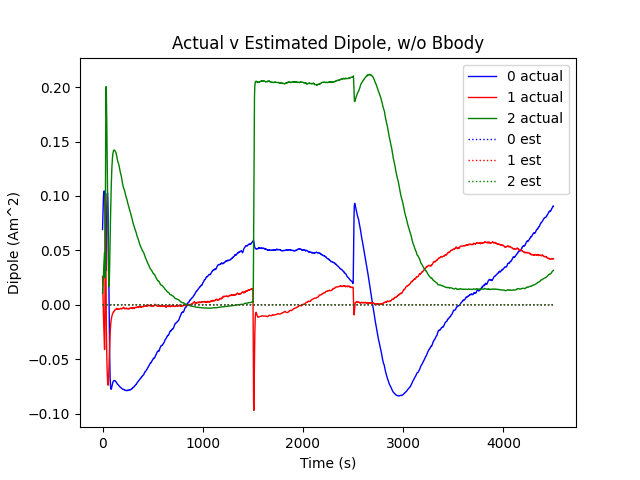 Actual v Estimated Dipole, w/o Bbody
0 actual
1 actual
2 actual
0 est
1 est
2 est
0.20
0.15
0.10
0.05
0.00
−0.05
−0.10
Dipole (Am^2)
0 1000 2000 3000 4000
Time (s)